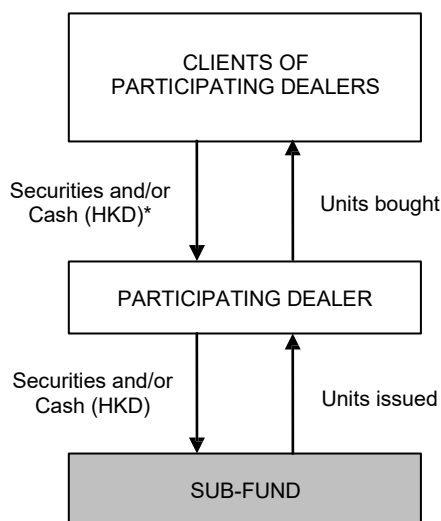 CLIENTS OF
PARTICIPATING DEALERS
Securities and/or
Cash (HKD)*
Units bought
PARTICIPATING DEALER
Securities and/or
Cash (HKD)
Units issued
SUB-FUND